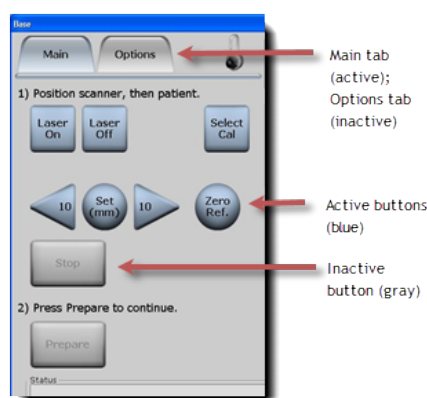 Base
Main Options
1) Position scanner, then patient.
Laser On
Laser Off
Select Cal
10
Set (mm)
10
Zero Ref.
Stop
2) Press Prepare to continue.
Prepare
Status
Main tab
(active);
Options tab
(inactive)
Active buttons
(blue)
Inactive
button (gray)